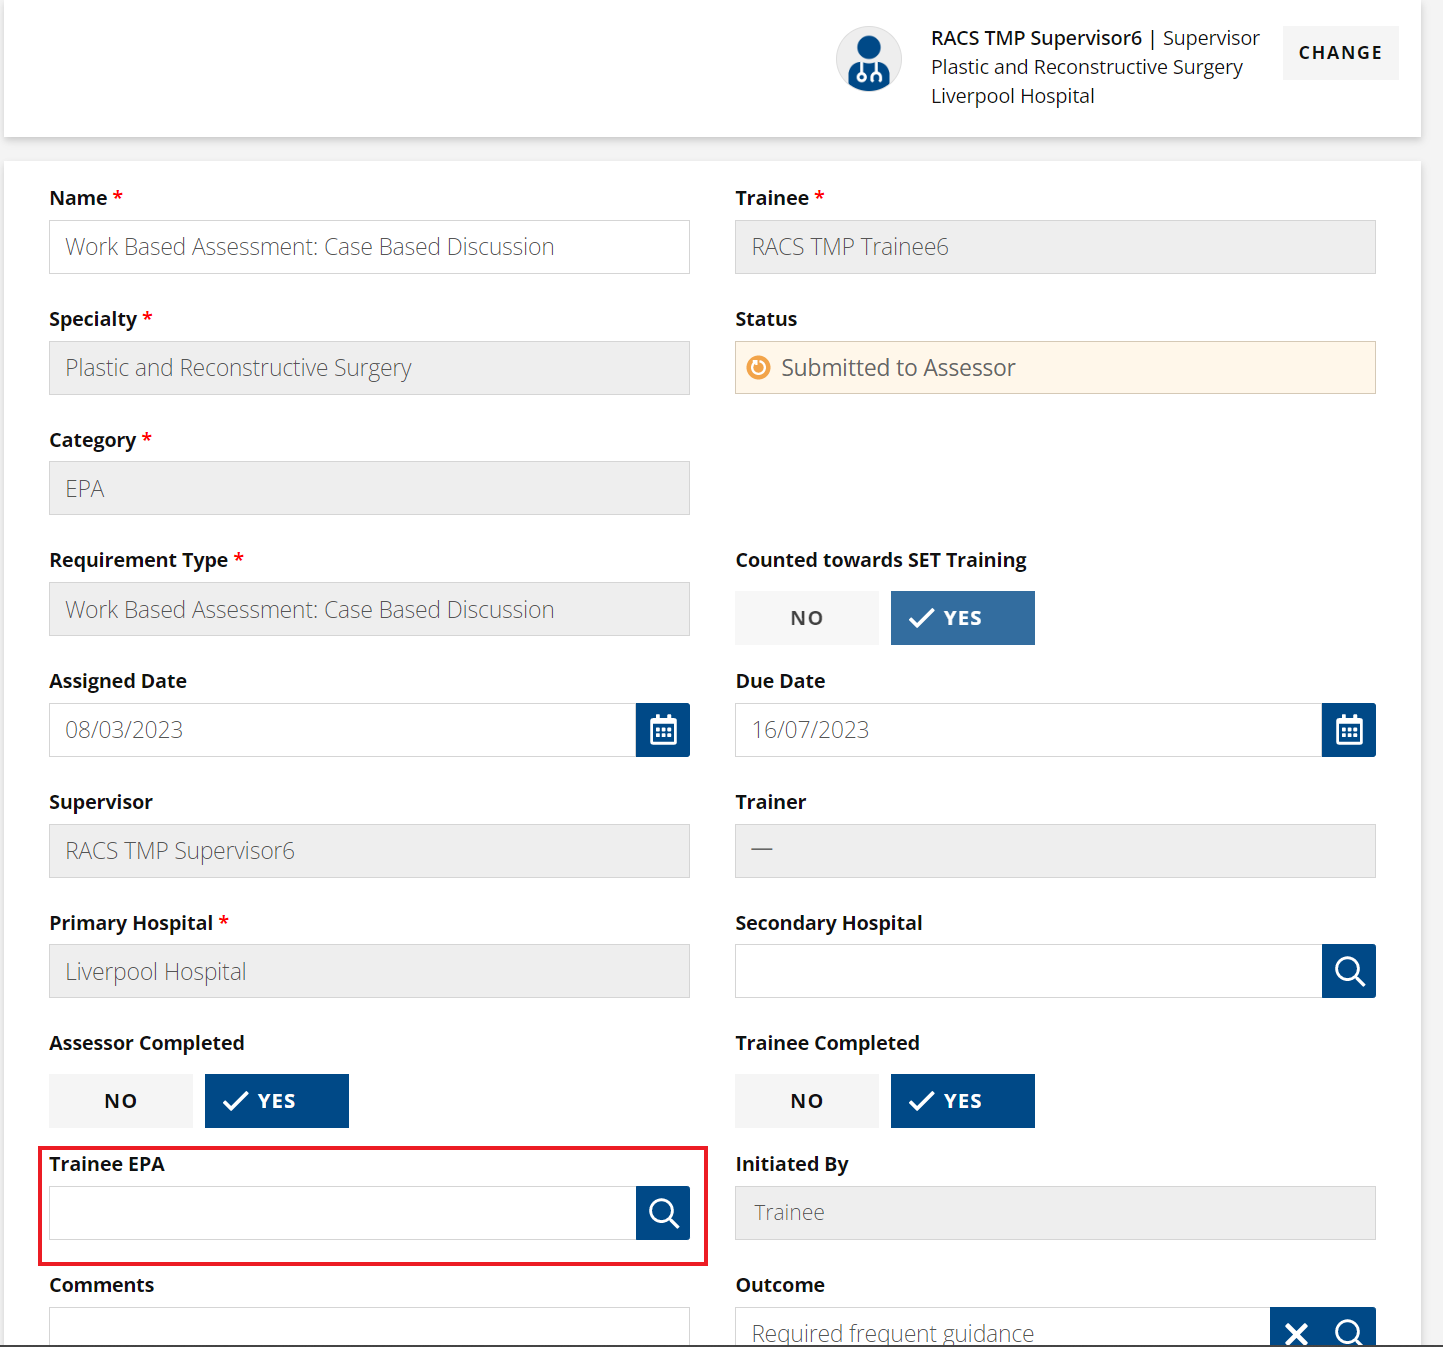 RACS TMP Supervisor6 | Supervisor
Plastic and Reconstructive Surgery
Liverpool Hospital
CHANGE
Name *
Trainee *
Work Based Assessment: Case Based Discussion
RACS TMP Trainee6
Specialty *
Status
Plastic and Reconstructive Surgery
Submitted to Assessor
Category *
EPA
Requirement Type *
Counted towards SET Training
Work Based Assessment: Case Based Discussion
NO
YES
Assigned Date
Due Date
08/03/2023
16/07/2023
Supervisor
Trainer
RACS TMP Supervisor6
—
Primary Hospital *
Secondary Hospital
Liverpool Hospital
Assessor Completed
Trainee Completed
NO
YES
NO
YES
Trainee EPA
Initiated By
Trainee
Comments
Outcome
Required frequent guidance